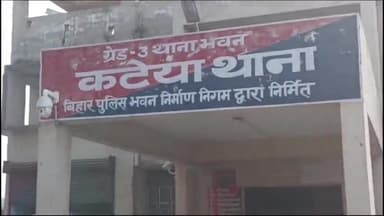 ग्रेड-3 थाना भवन
कटेया थाना
बिहार पुलिस भवन निर्माण निगम द्वारा निर्मित